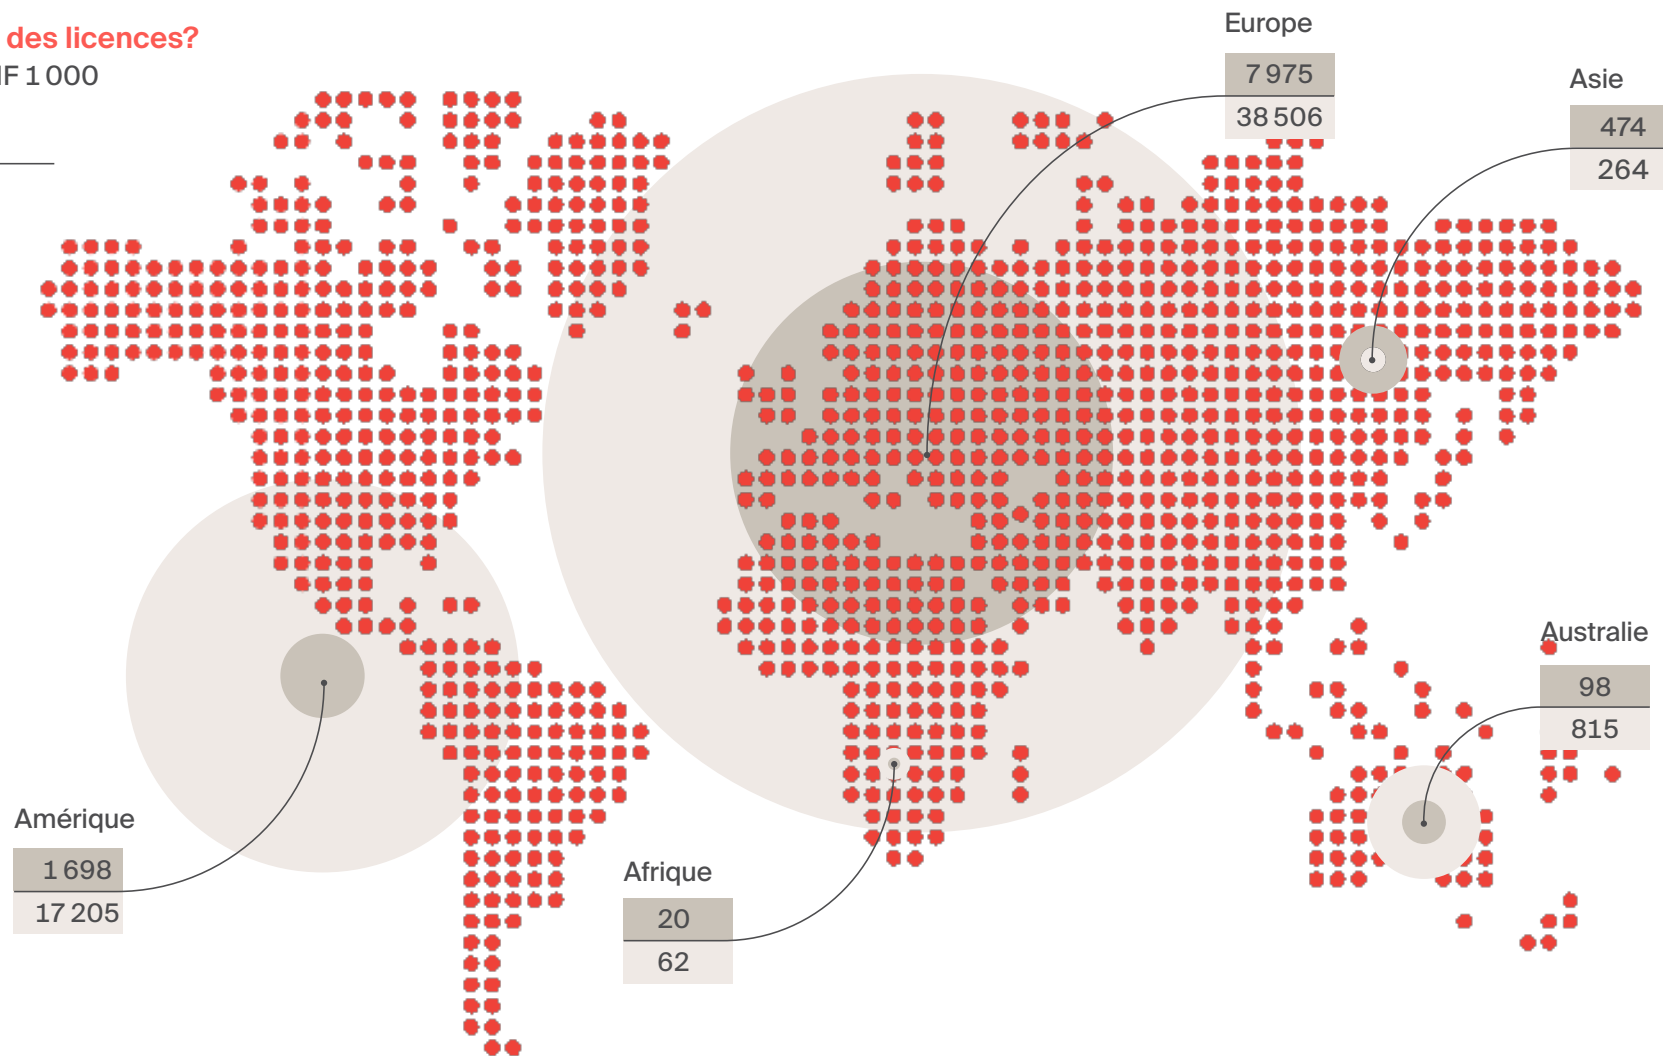 des licences?
1 000
Europe
7 975
38 506
Asie
474
264
Australie
98
815
Amérique
1 698
17 205
Afrique
20
62